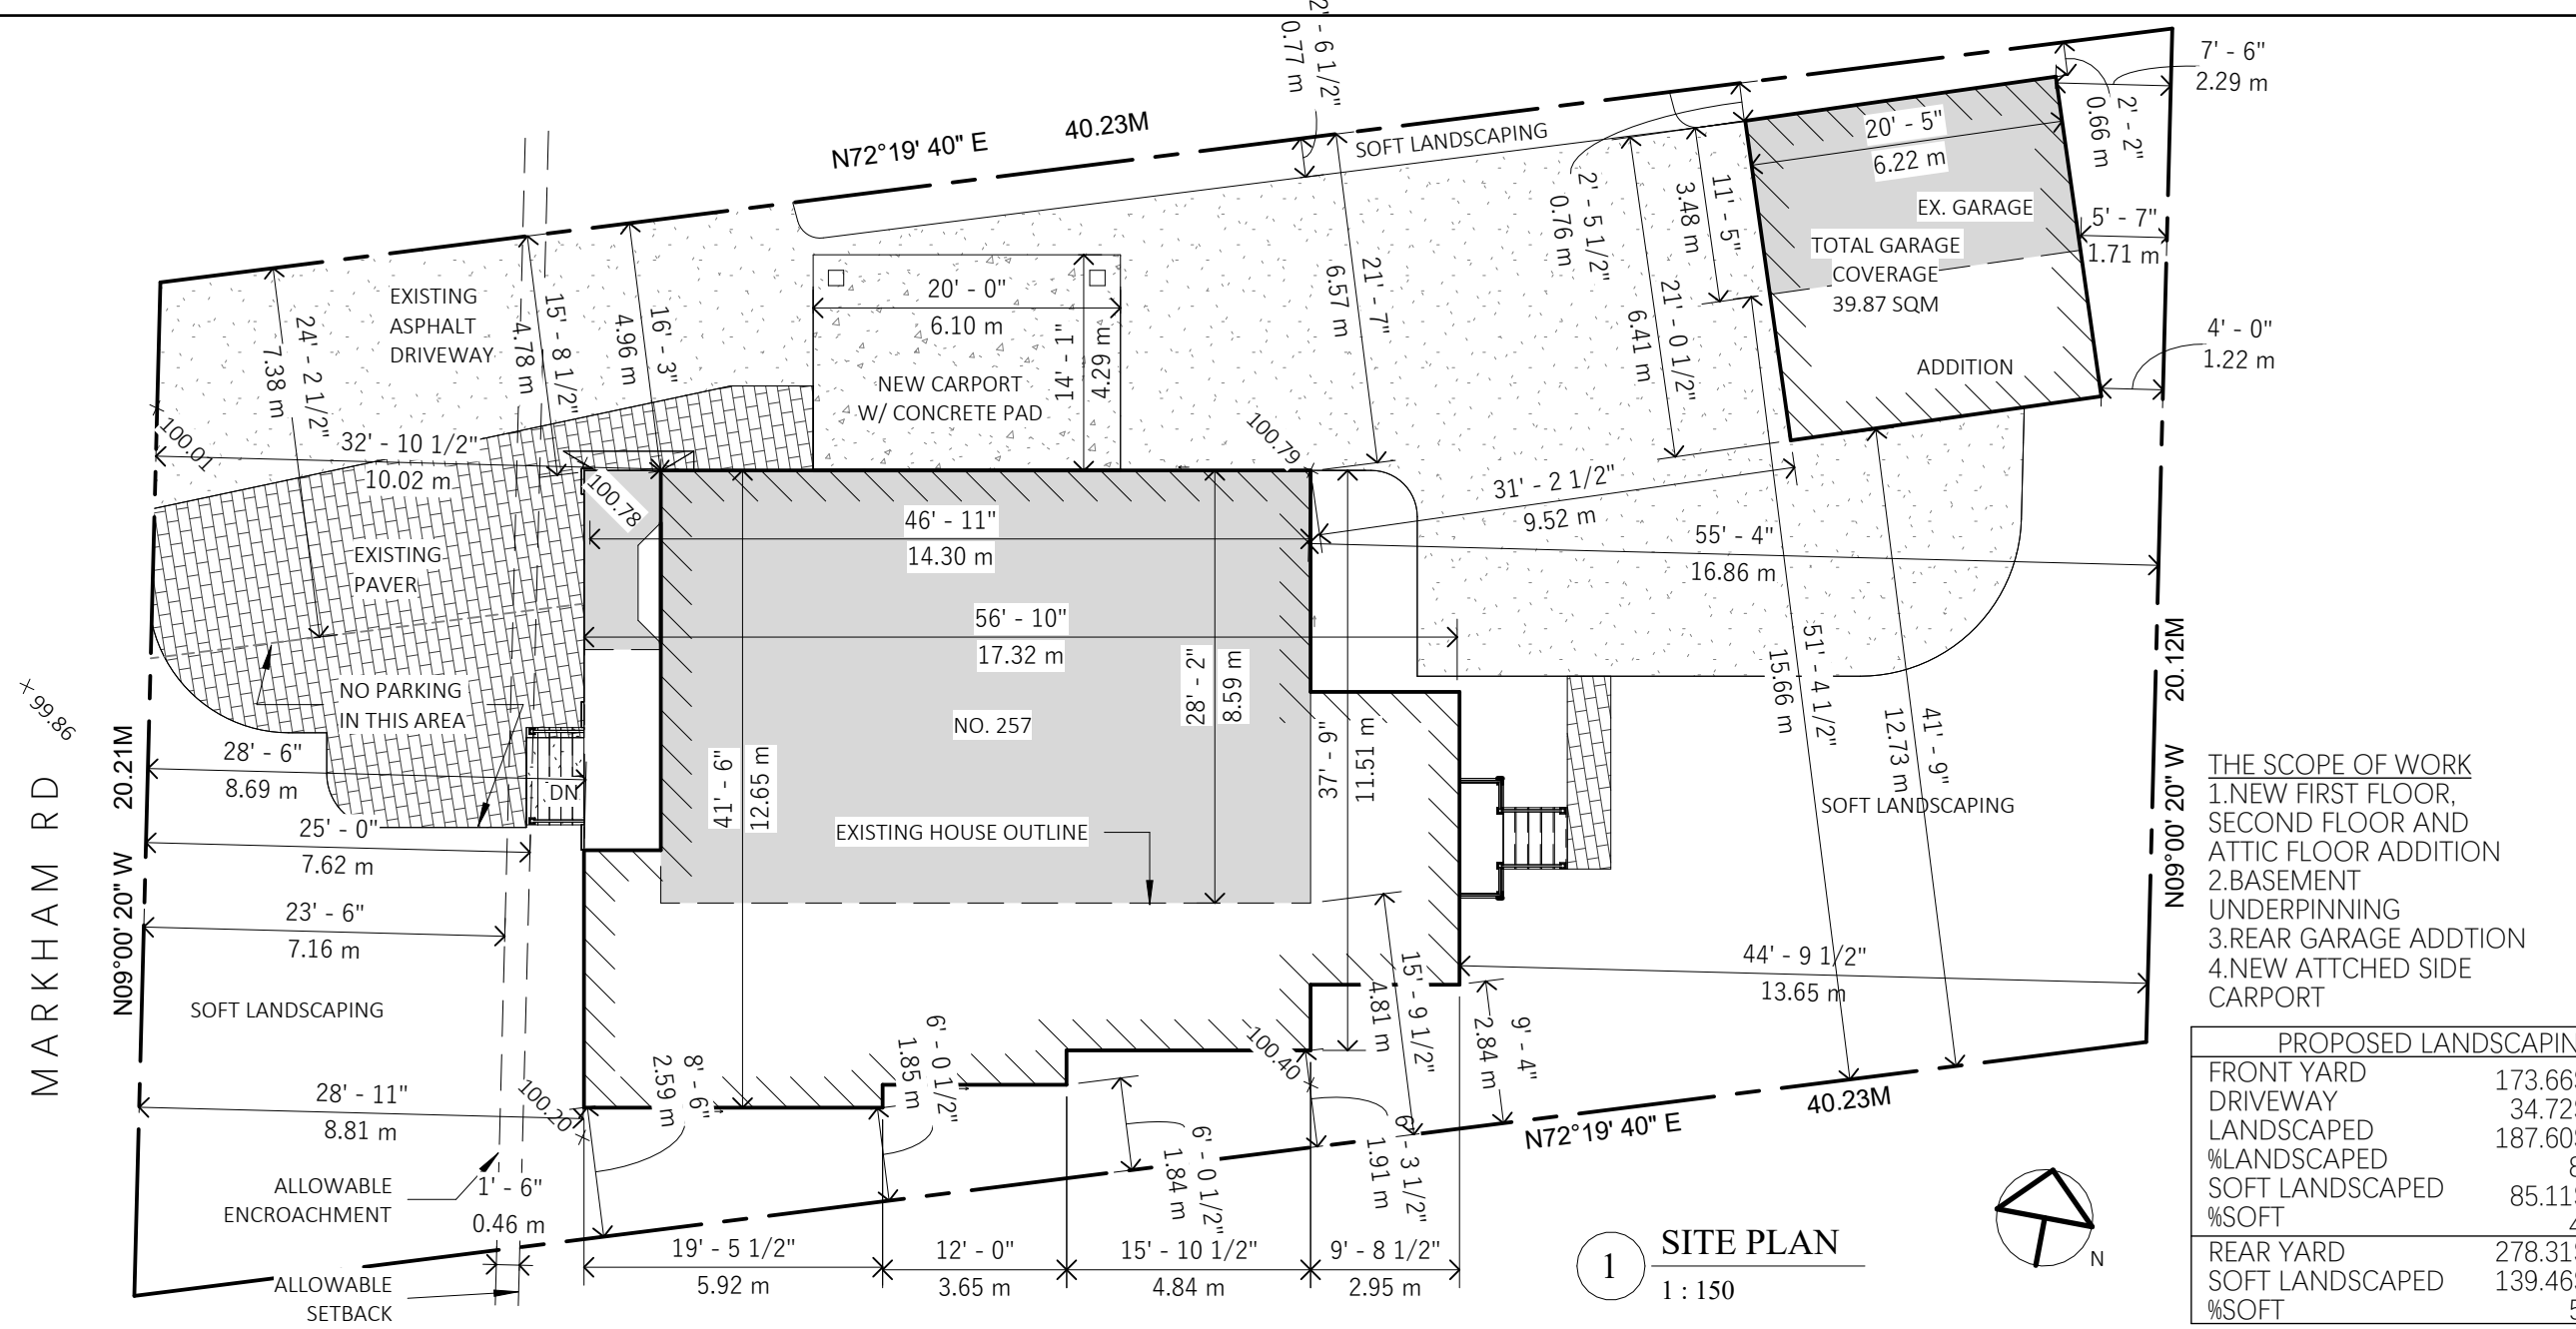 2' - 6 1/2"
0.77 m
7' - 6"
2.29 m
2' - 2"
0.66 m
N72°19' 40" E
40.23M
SOFT LANDSCAPING
20' - 5"
6.22 m
EX. GARAGE
TOTAL GARAGE
COVERAGE
39.87 SQM
ADDITION
5' - 7"
1.71 m
4' - 0"
1.22 m
2' - 5 1/2"
0.76 m
11' - 5"
3.48 m
21' - 0 1/2"
6.41 m
21' - 7"
6.57 m
EXISTING
ASPHALT
DRIVEWAY
24' - 2 1/2"
7.38 m
15' - 8 1/2"
4.78 m
16' - 3"
4.96 m
20' - 0"
6.10 m
14' - 1"
4.29 m
NEW CARPORT
W/ CONCRETE PAD
100.01
32' - 10 1/2"
10.02 m
100.78
100.79
31' - 2 1/2"
9.52 m
46' - 11"
14.30 m
55' - 4"
16.86 m
EXISTING
PAVER
56' - 10"
17.32 m
28' - 2"
8.59 m
NO. 257
NO PARKING
IN THIS AREA
99.86
MARKHAM RD
N09°00' 20" W
20.21M
28' - 6"
8.69 m
DN
25' - 0"
7.62 m
41' - 6"
12.65 m
37' - 9"
11.51 m
EXISTING HOUSE OUTLINE
51' - 4 1/2"
15.66 m
41' - 9"
12.73 m
SOFT LANDSCAPING
N09°00' 20" W
20.12M
23' - 6"
7.16 m
SOFT LANDSCAPING
44' - 9 1/2"
13.65 m
15' - 9 1/2"
4.81 m
9' - 4"
2.84 m
28' - 11"
8.81 m
100.20
8' - 6"
2.59 m
6' - 0 1/2"
1.85 m
100.40
6' - 0 1/2"
1.84 m
6' - 3 1/2"
1.91 m
N72°19' 40" E
40.23M
ALLOWABLE
ENCROACHMENT
1' - 6"
0.46 m
ALLOWABLE
SETBACK
19' - 5 1/2"
5.92 m
12' - 0"
3.65 m
15' - 10 1/2"
4.84 m
9' - 8 1/2"
2.95 m
1
SITE PLAN
1 : 150
N
THE SCOPE OF WORK
1.NEW FIRST FLOOR,
SECOND FLOOR AND
ATTIC FLOOR ADDITION
2.BASEMENT
UNDERPINNING
3.REAR GARAGE ADDTION
4.NEW ATTCHED SIDE
CARPORT
PROPOSED LANDSCAPIN
FRONT YARD 173.66
DRIVEWAY 34.72
LANDSCAPED 187.60
%LANDSCAPED 8
SOFT LANDSCAPED 85.11
%SOFT
REAR YARD 278.31
SOFT LANDSCAPED 139.46
%SOFT 5